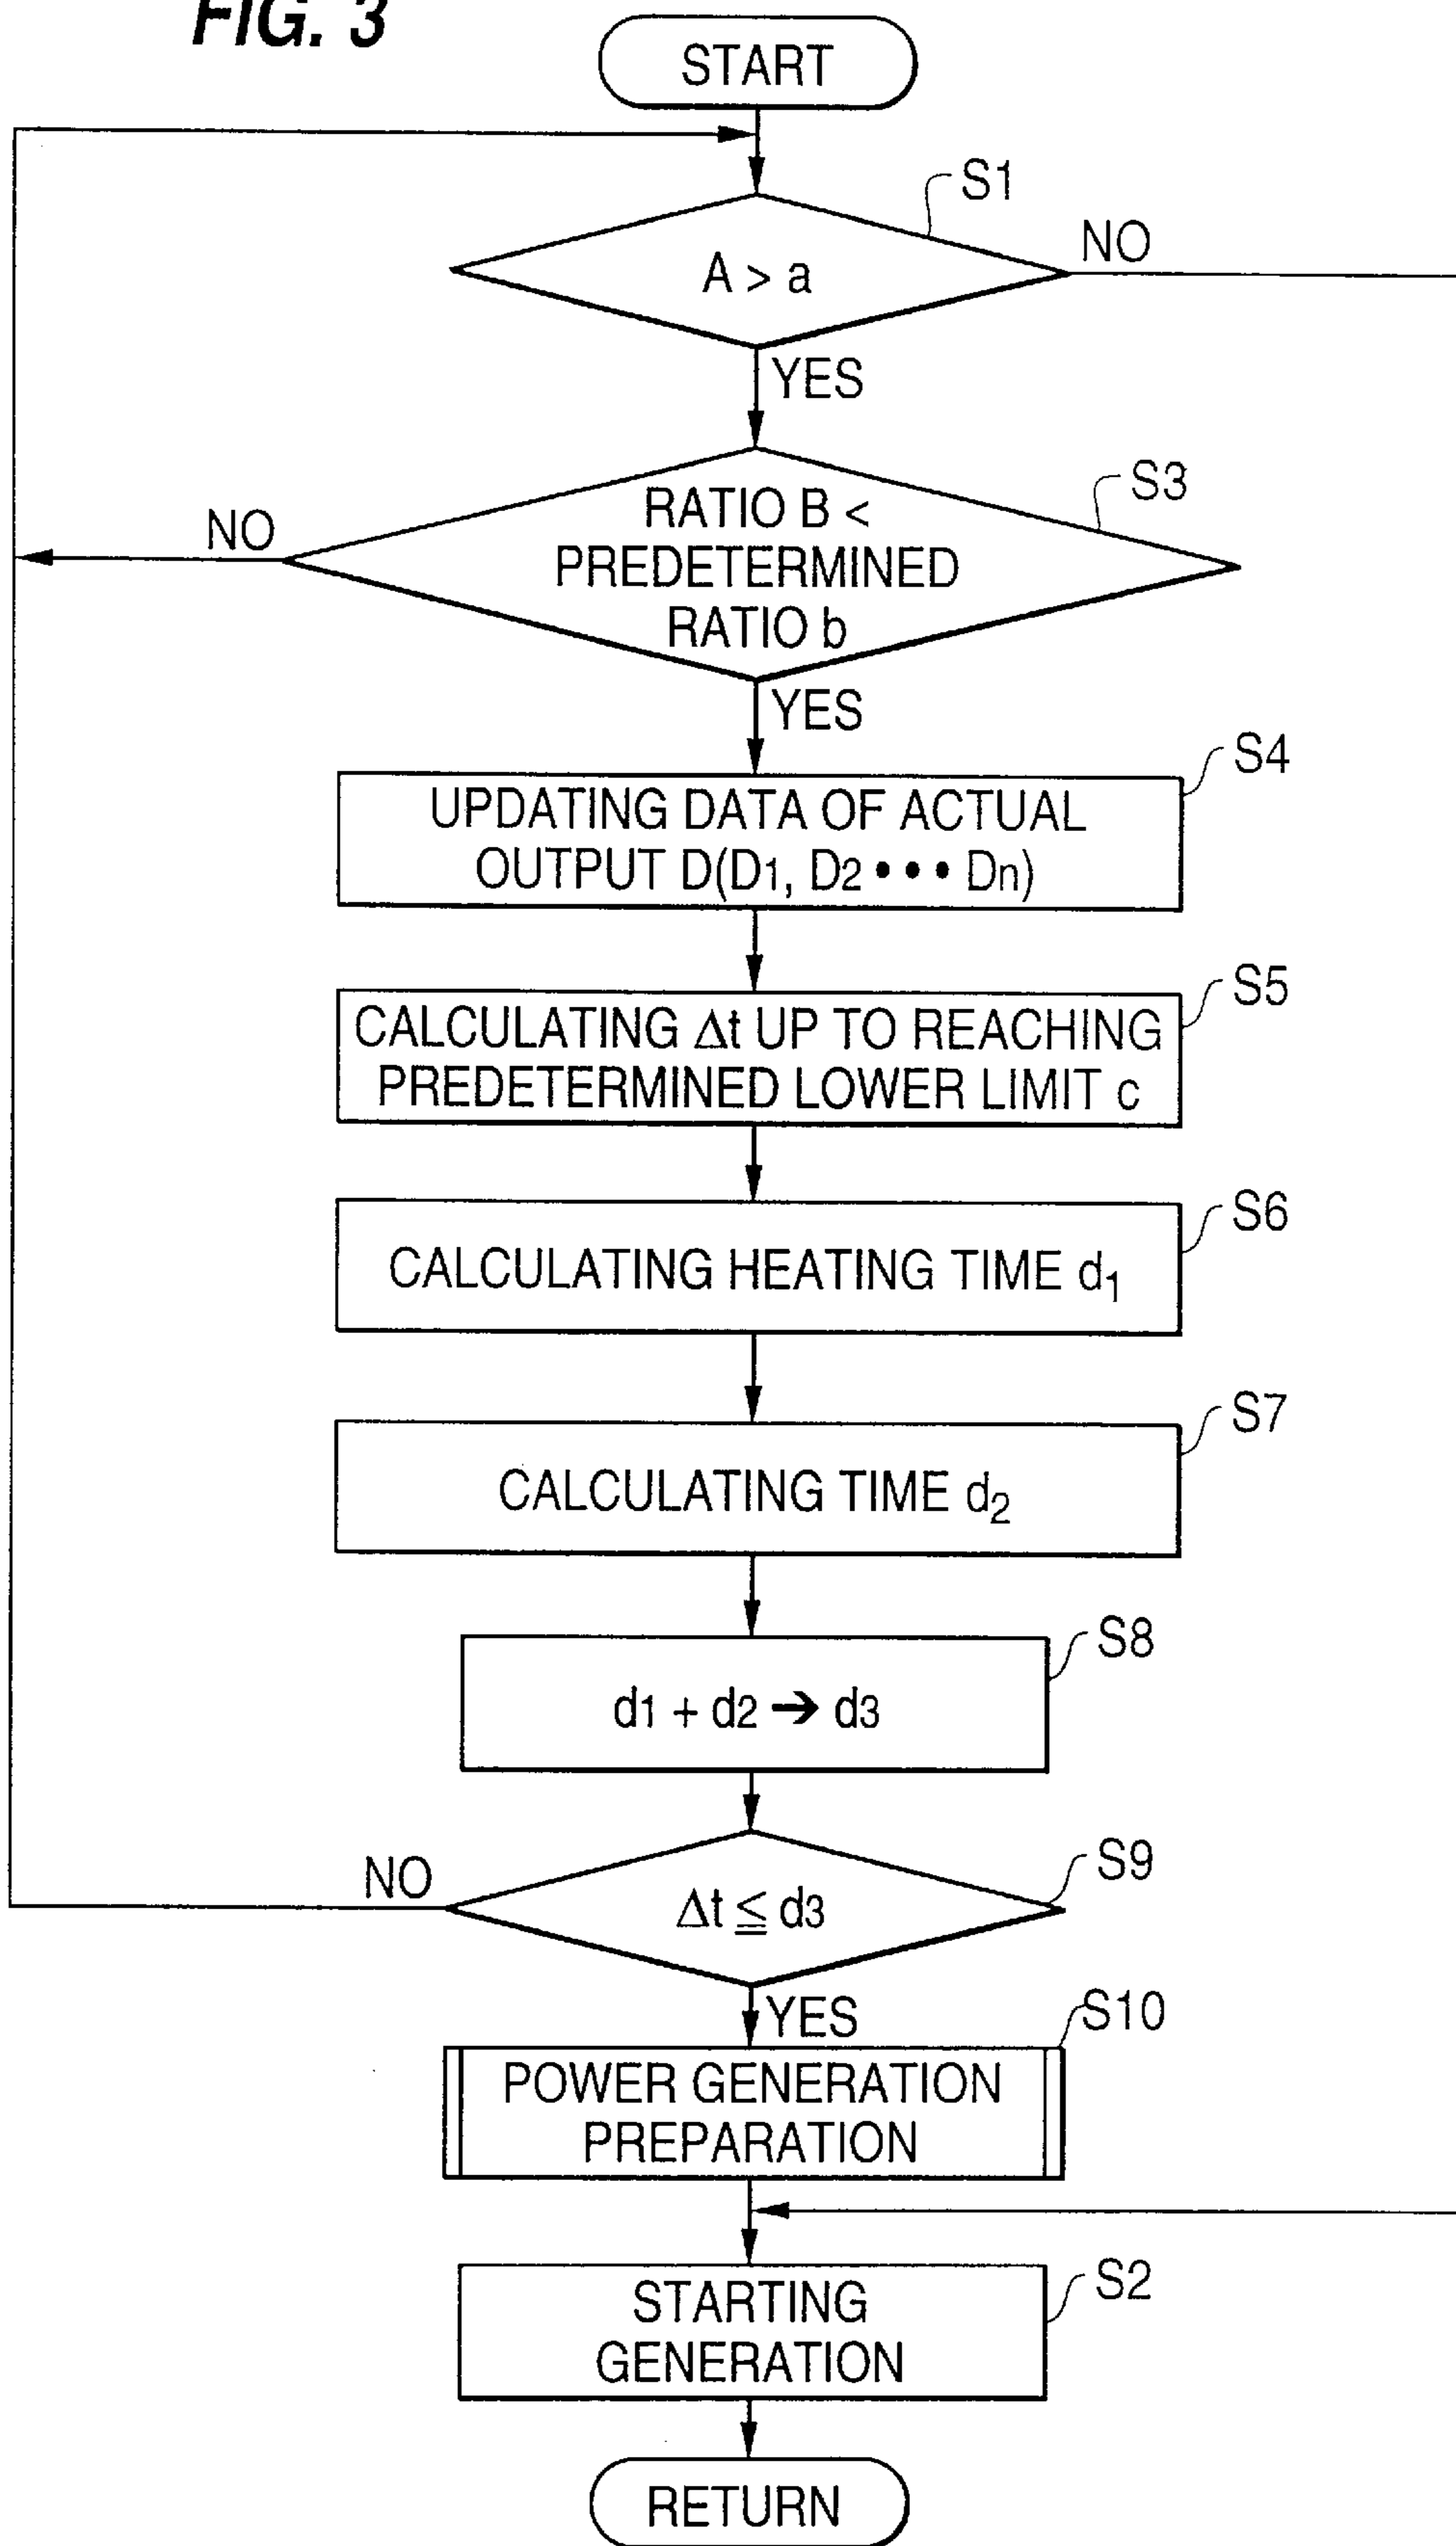 FIG. 3
START
S1
A > a
NO
YES
S3
RATIO B <
PREDETERMINED
RATIO b
NO
YES
S4
UPDATING DATA OF ACTUAL
OUTPUT D(D1, D2 • • • Dn)
S5
CALCULATING Δt UP TO REACHING
PREDETERMINED LOWER LIMIT c
S6
CALCULATING HEATING TIME d1
S7
CALCULATING TIME d2
S8
d1 + d2 ➔ d3
S9
Δt ≦ d3
NO
YES
S10
POWER GENERATION
PREPARATION
S2
STARTING
GENERATION
RETURN